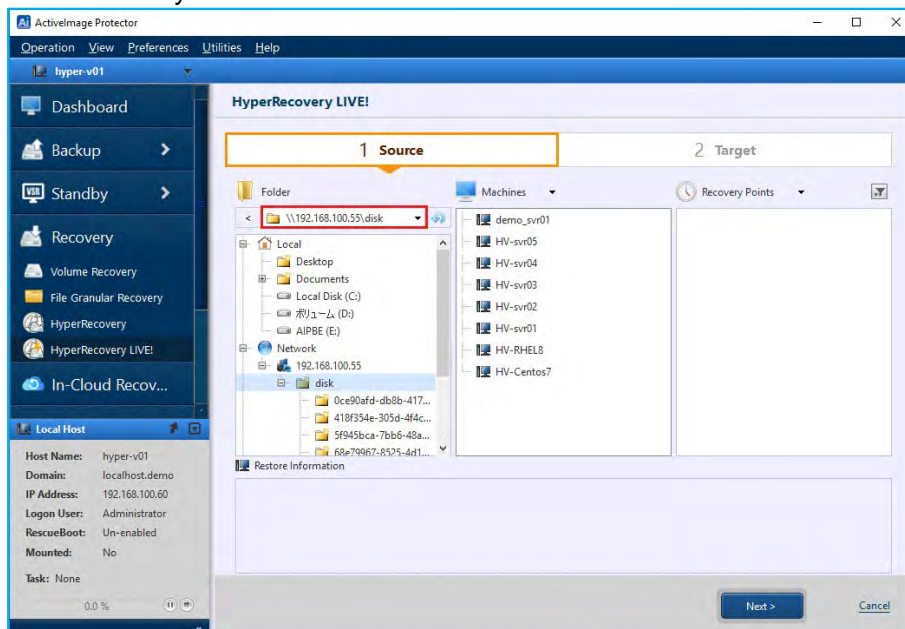 ActiveImage Protector
Operation View Preferences Utilities Help
hyper-v01
Dashboard
Backup
Standby
Recovery
Volume Recovery
File Granular Recovery
HyperRecovery
HyperRecovery LIVE!
In-Cloud Recov...
Local Host
Host Name: hyper-v01
Domain: localhost.demo
IP Address: 192.168.100.60
Logon User: Administrator
RescueBoot: Un-enabled
Mounted: No
Task: None
0.0 %
HyperRecovery LIVE!
1 Source
2 Target
Folder
\\192.168.100.55\disk
Local
Desktop
Documents
Local Disk (C:)
ボリューム (D:)
AIPBE (E:)
Network
192.168.100.55
disk
0ce90afd-db8b-417...
418f354e-305d-4f4c...
5f945bca-7bb6-48a...
68e79967-8525-4d1...
Machines
demo_svr01
HV-svr05
HV-svr04
HV-svr03
HV-svr02
HV-svr01
HV-RHEL8
HV-Centos7
Recovery Points
Restore Information
Next >
Cancel